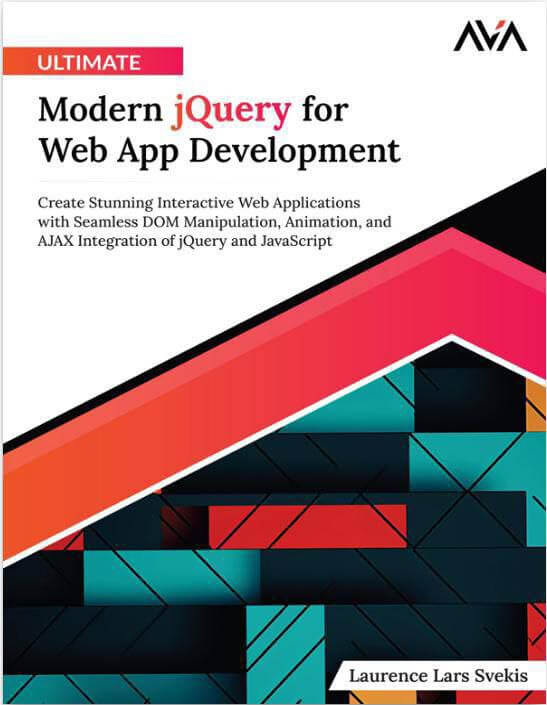 AVA
ULTIMATE
Modern jQuery for
Web App Development
Create Stunning Interactive Web Applications
with Seamless DOM Manipulation, Animation, and
AJAX Integration of jQuery and JavaScript
Laurence Lars Svekis